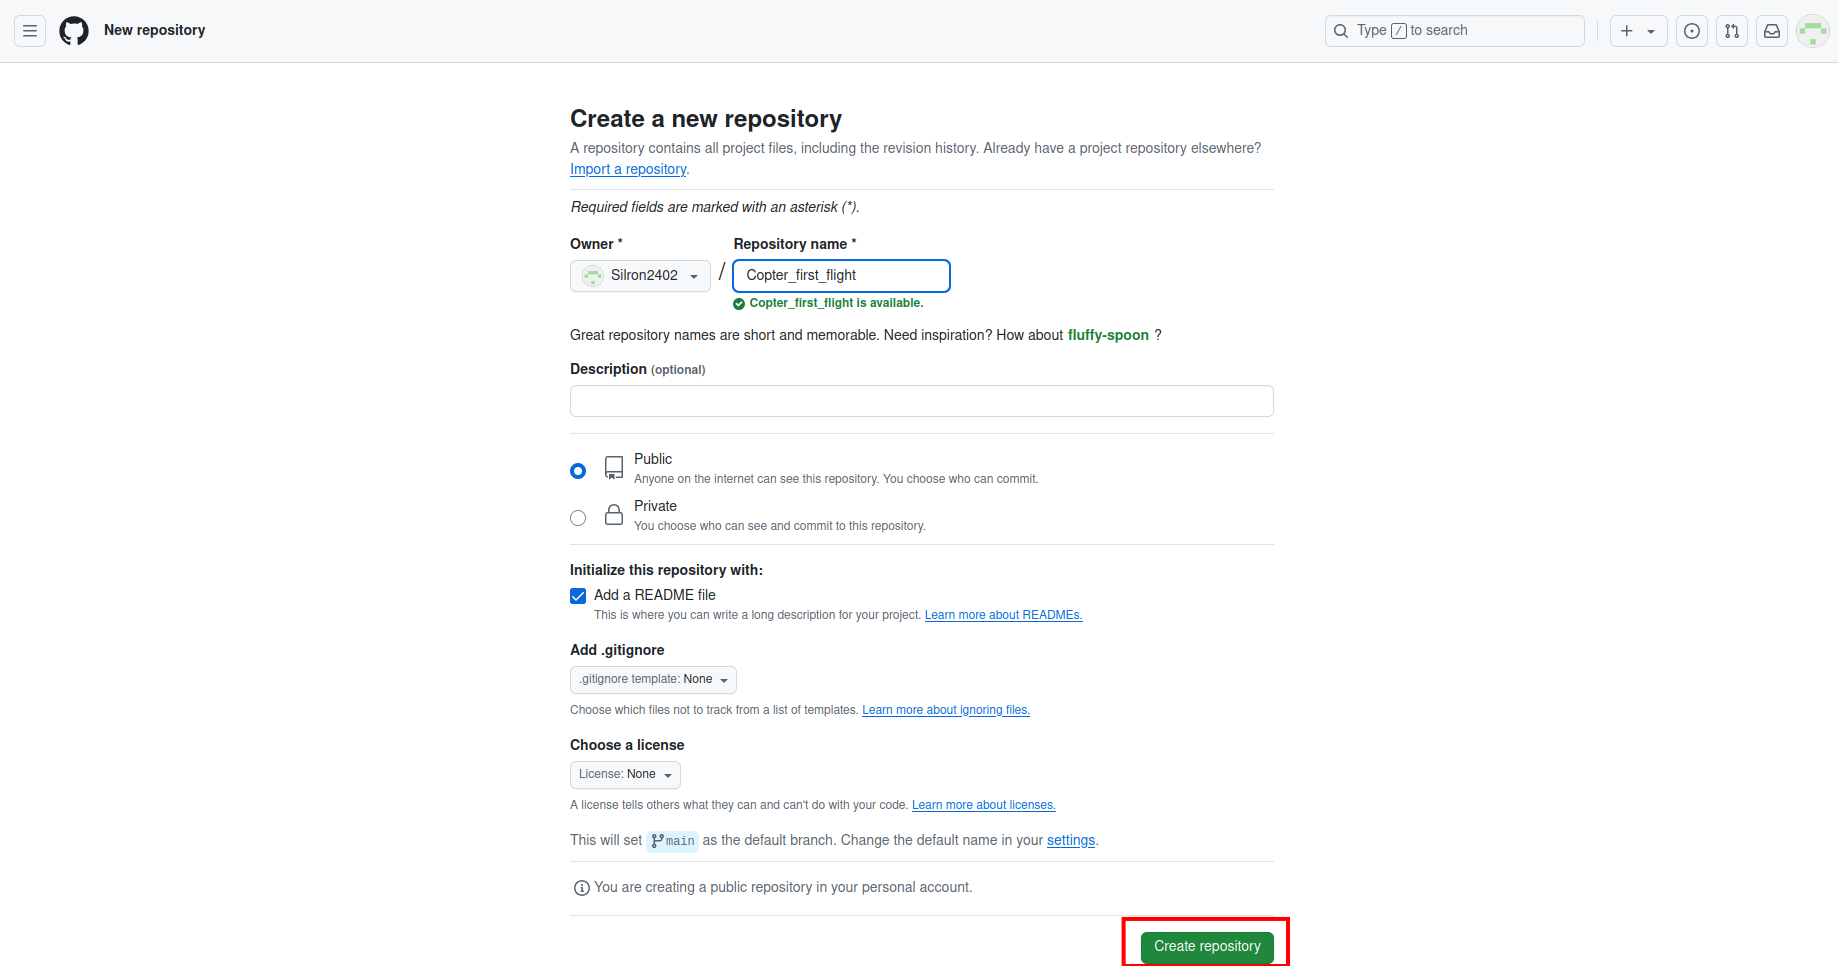 New repository
Type / to search
Create a new repository
A repository contains all project files, including the revision history. Already have a project repository elsewhere?
Import a repository.
Required fields are marked with an asterisk (*).
Owner * Repository name *
Silron2402 / Copter_first_flight
Copter_first_flight is available.
Great repository names are short and memorable. Need inspiration? How about fluffy-spoon ?
Description (optional)
Public
Anyone on the internet can see this repository. You choose who can commit.
Private
You choose who can see and commit to this repository.
Initialize this repository with:
Add a README file
This is where you can write a long description for your project. Learn more about READMEs.
Add .gitignore
.gitignore template: None
Choose which files not to track from a list of templates. Learn more about ignoring files.
Choose a license
License: None
A license tells others what they can and can't do with your code. Learn more about licenses.
This will set main as the default branch. Change the default name in your settings.
You are creating a public repository in your personal account.
Create repository